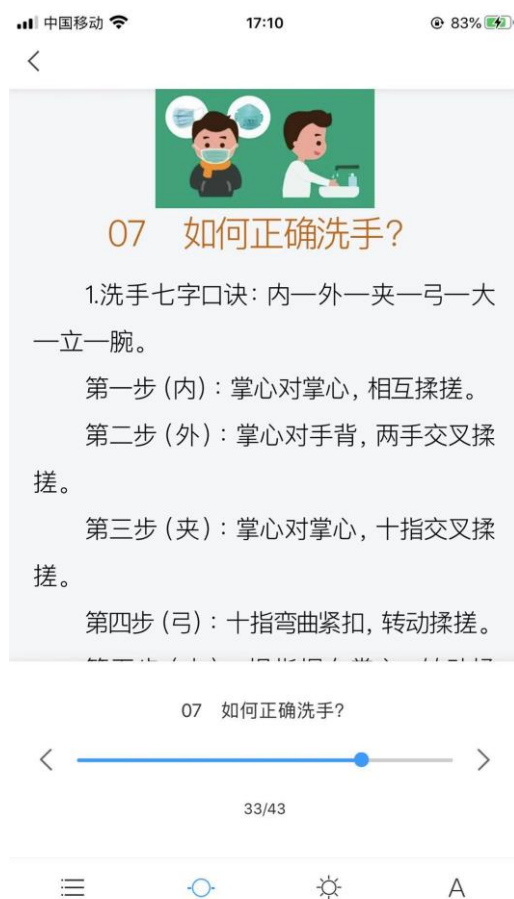 中国移动 17:10 83%
07 如何正确洗手?
1.洗手七字口诀：内—外—夹—弓—大
—立—腕。
第一步(内)：掌心对掌心，相互揉搓。
第二步(外)：掌心对手背，两手交叉揉
搓。
第三步(夹)：掌心对掌心，十指交叉揉
搓。
第四步(弓)：十指弯曲紧扣，转动揉搓。
07 如何正确洗手?
33/43
A